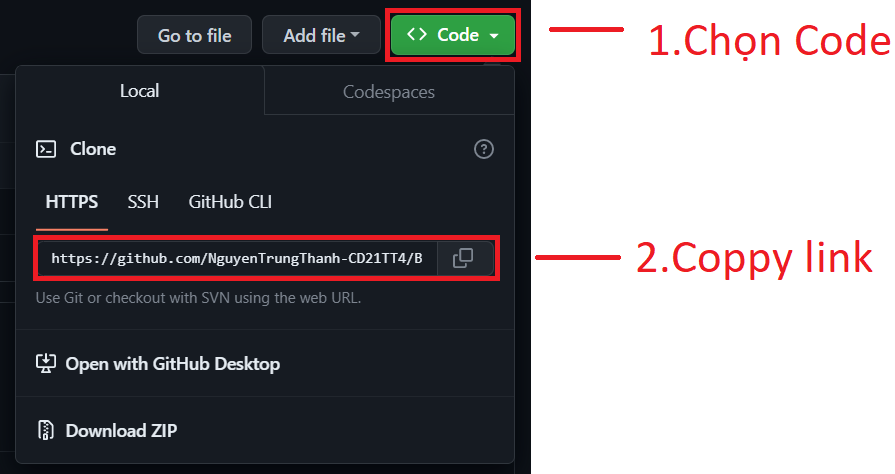 Go to file Add file Code 1.Chọn Code
Local Codespaces
Clone
HTTPS SSH GitHub CLI
https://github.com/NguyenTrungThanh-CD21TT4/B 2.Coppy link
Use Git or checkout with SVN using the web URL.
Open with GitHub Desktop
Download ZIP